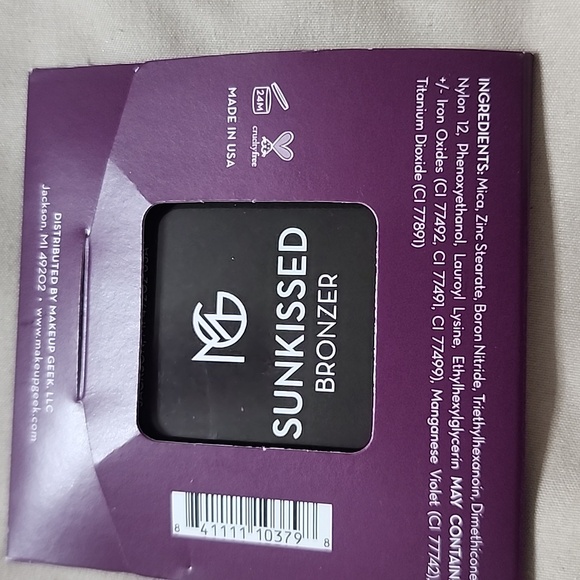 INGREDIENTS: Mica, Zinc Stearate, Boron Nitride, Triethylhexanoin, Dimethicone
Nylon 12, Phenoxyethanol, Lauroyl Lysine, Ethylhexylglycerin MAY CONTAIN
+/- Iron Oxides (CI 77492, CI 77491, CI 77499), Manganese Violet (CI 77742
Titanium Dioxide (CI 77891)
24M
crueltyfree
MADE IN USA
MG
SUNKISSED
BRONZER
8 41111 10379 8
DISTRIBUTED BY MAKEUP GEEK, LLC
Jackson, MI 49202 • www.makeupgeek.com